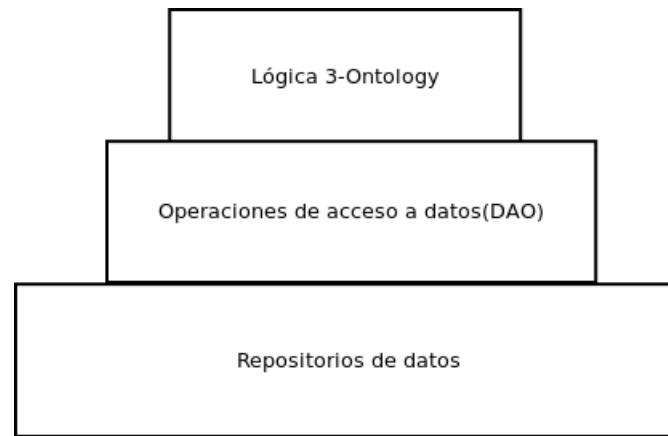 Lógica 3-Ontology
Operaciones de acceso a datos(DAO)
Repositorios de datos